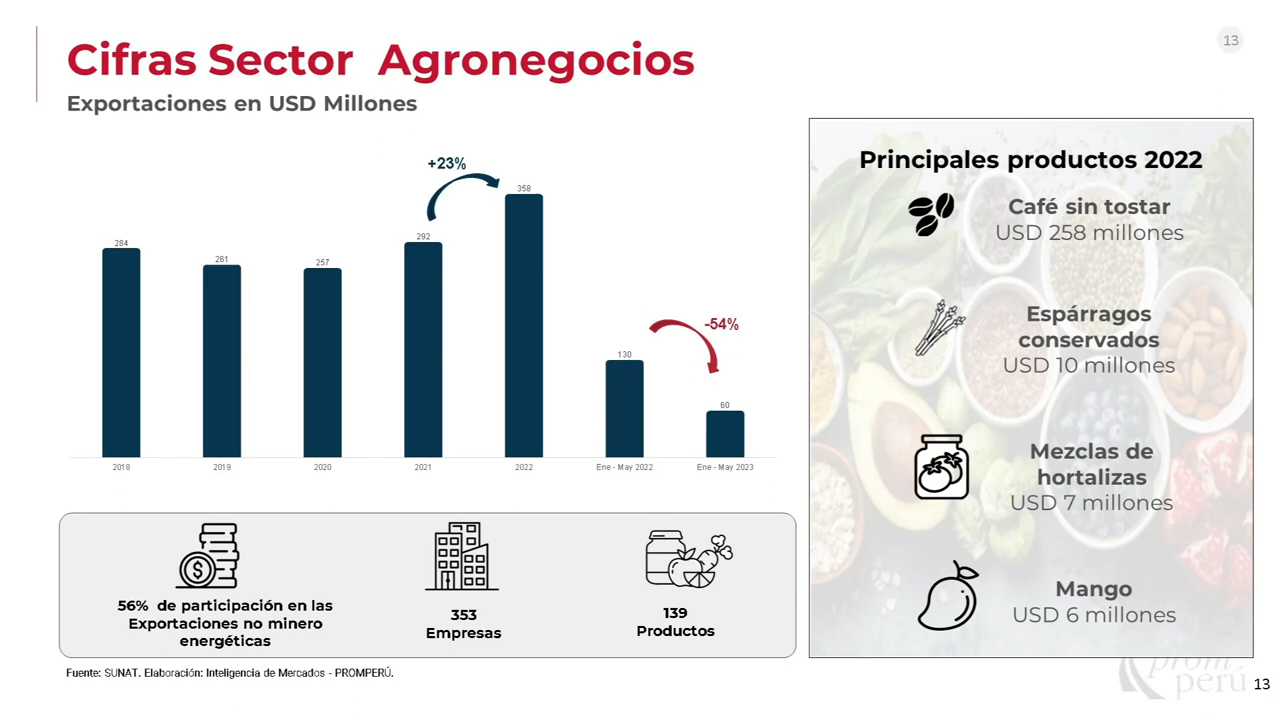 13
Cifras Sector Agronegocios
Exportaciones en USD Millones
+23%
284
261
257
292
358
-54%
130
60
2018
2019
2020
2021
2022
Ene - May 2022
Ene - May 2023
56% de participación en las
Exportaciones no minero
energéticas
353
Empresas
139
Productos
Fuente: SUNAT. Elaboración: Inteligencia de Mercados - PROMPERÚ.
Principales productos 2022
Café sin tostar
USD 258 millones
Espárragos
conservados
USD 10 millones
Mezclas de
hortalizas
USD 7 millones
Mango
USD 6 millones
prom
perú
13